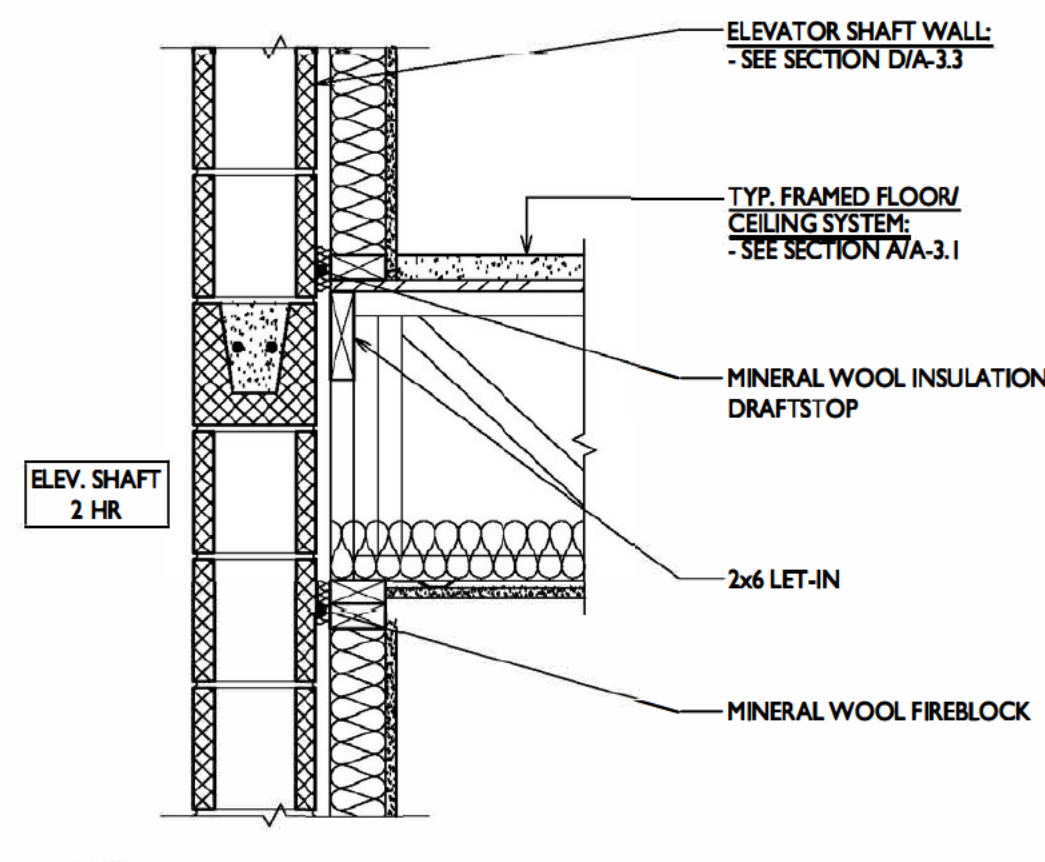 ELEVATOR SHAFT WALL:
- SEE SECTION D/A-3.3
TYP. FRAMED FLOOR/
CEILING SYSTEM:
- SEE SECTION A/A-3.1
MINERAL WOOL INSULATION
DRAFTSTOP
ELEV. SHAFT
2 HR
2x6 LET-IN
MINERAL WOOL FIREBLOCK